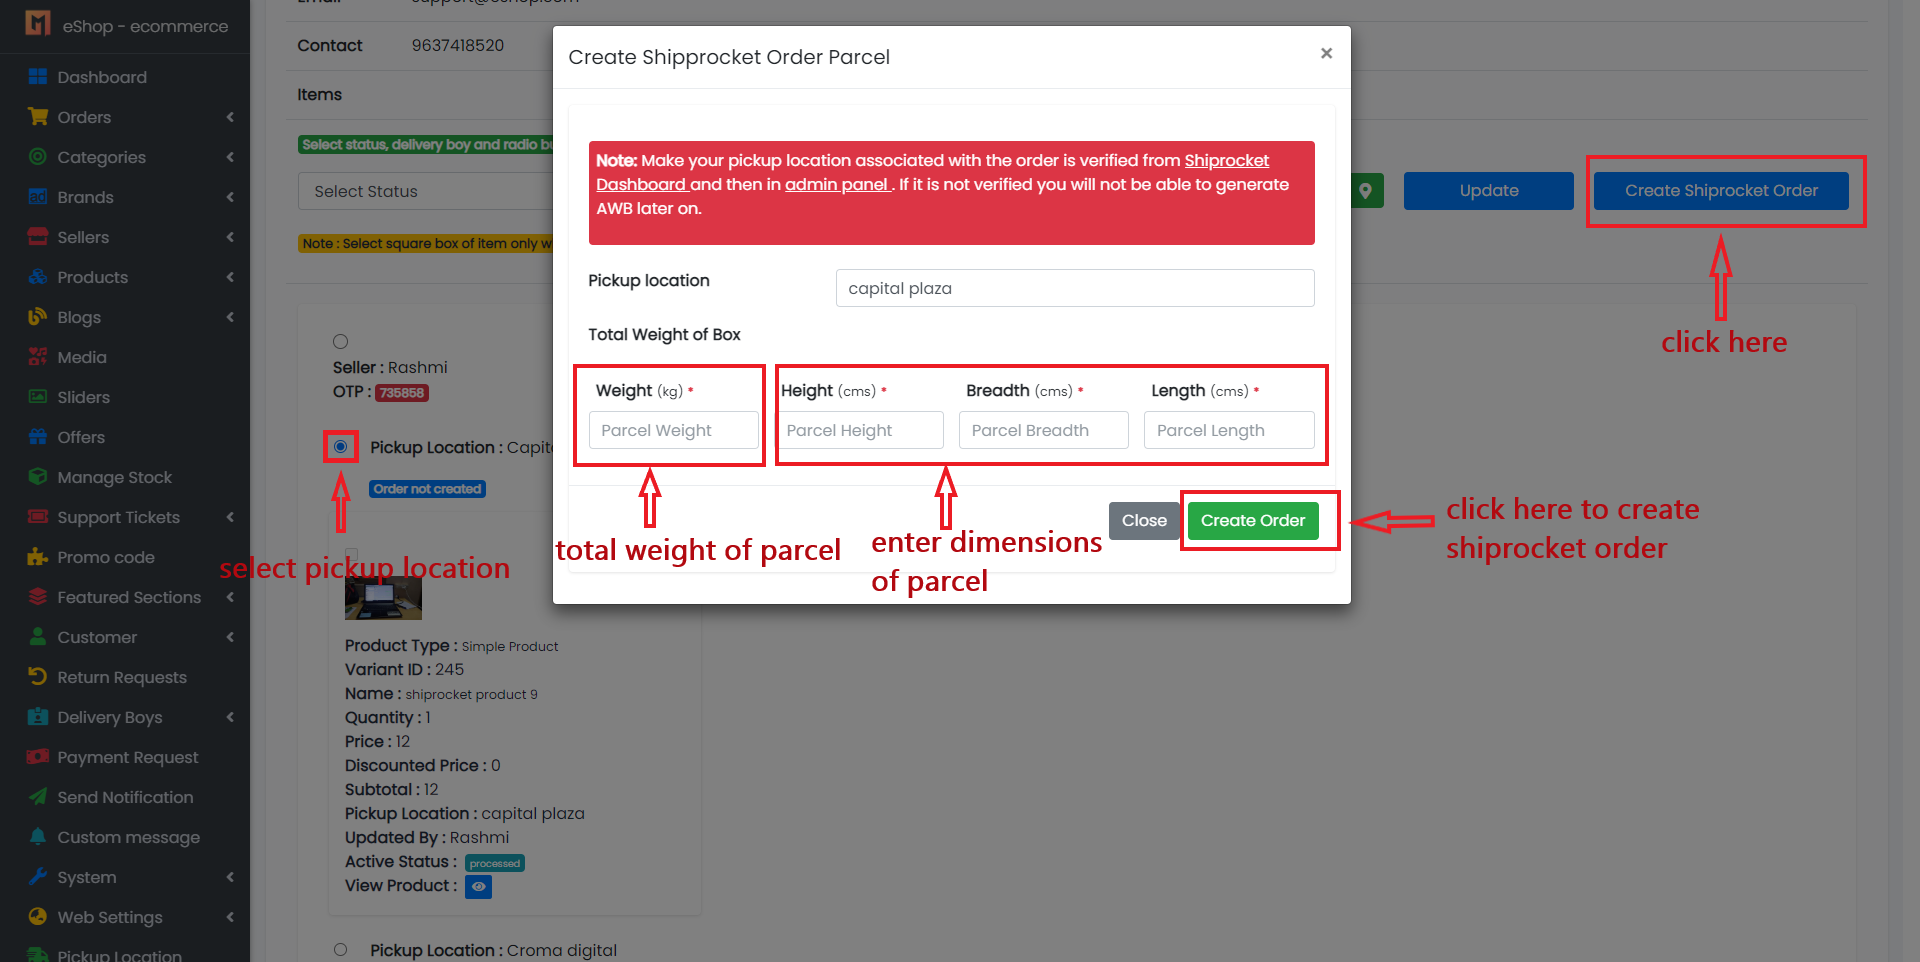 eShop - ecommerce
Dashboard
Orders
Categories
Brands
Sellers
Products
Blogs
Media
Sliders
Offers
Manage Stock
Support Tickets
Promo code
Featured Sections
Customer
Return Requests
Delivery Boys
Payment Request
Send Notification
Custom message
System
Web Settings
Pickup Location
Contact 9637418520
Items
Select status, delivery boy and radio bu
Select Status
Update
Create Shiprocket Order
Note : Select square box of item only w
click here
Seller : Rashmi
OTP : 735858
Pickup Location : Capit
Order not created
select pickup location
Product Type : Simple Product
Variant ID : 245
Name : shiprocket product 9
Quantity : 1
Price : 12
Discounted Price : 0
Subtotal : 12
Pickup Location : capital plaza
Updated By : Rashmi
Active Status : processed
View Product :
Pickup Location : Croma digital
Create Shipprocket Order Parcel
×
Note: Make your pickup location associated with the order is verified from Shiprocket
Dashboard and then in admin panel . If it is not verified you will not be able to generate
AWB later on.
Pickup location capital plaza
Total Weight of Box
Weight (kg) * Height (cms) * Breadth (cms) * Length (cms) *
Parcel Weight Parcel Height Parcel Breadth Parcel Length
Close Create Order
total weight of parcel
enter dimensions
of parcel
click here to create
shiprocket order